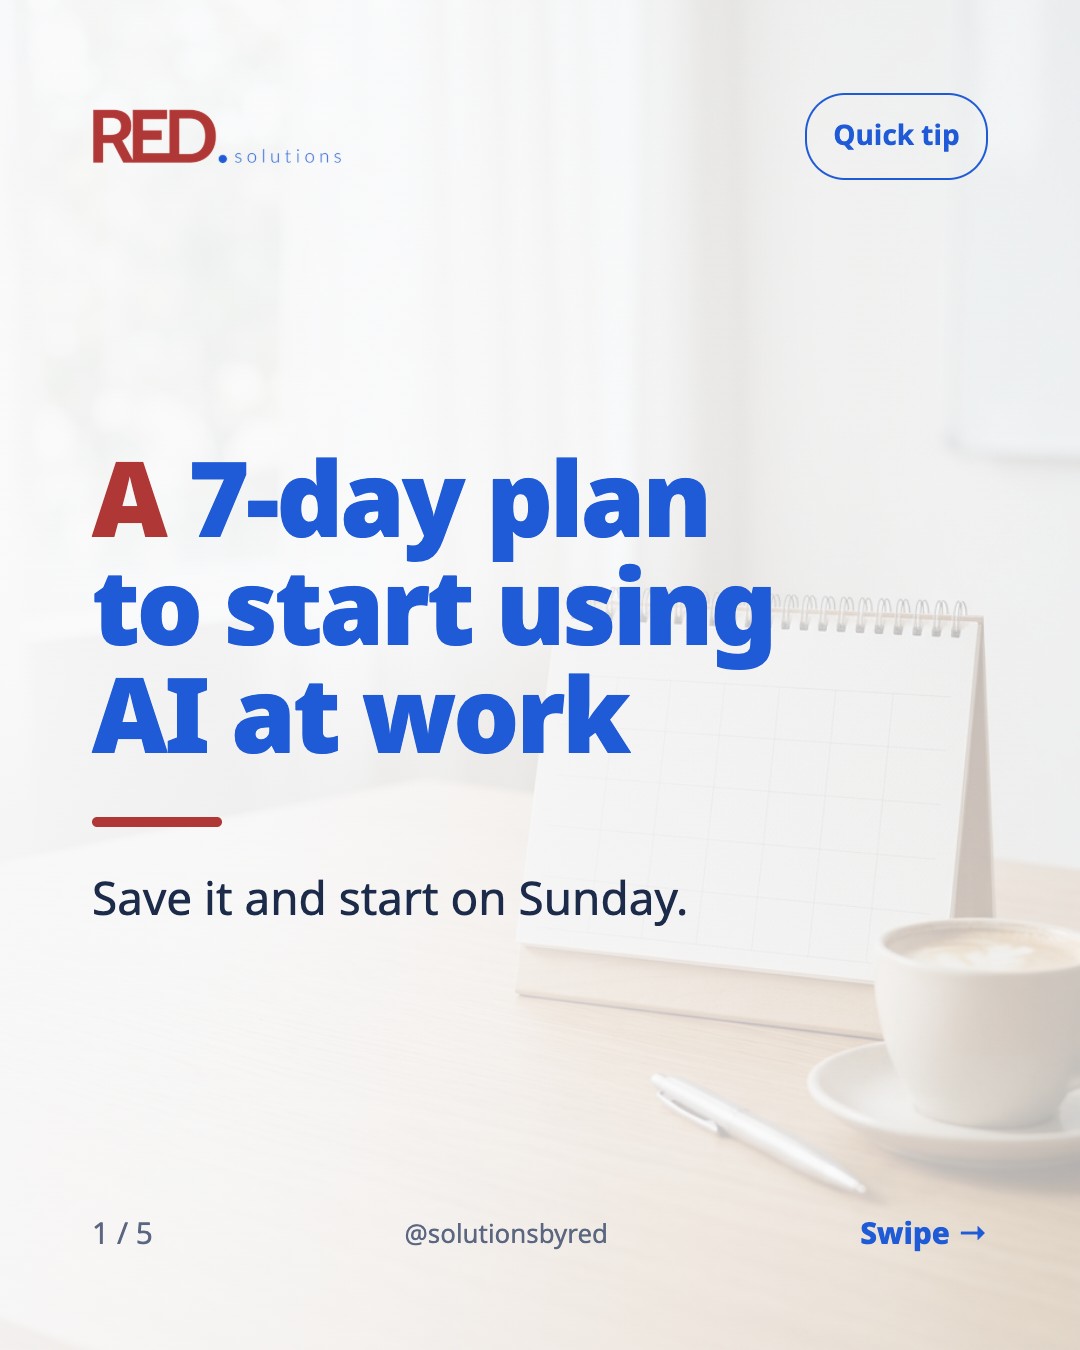 RED.solutions
Quick tip
A 7-day plan
to start using
AI at work
Save it and start on Sunday.
1 / 5
@solutionsbyred
Swipe →